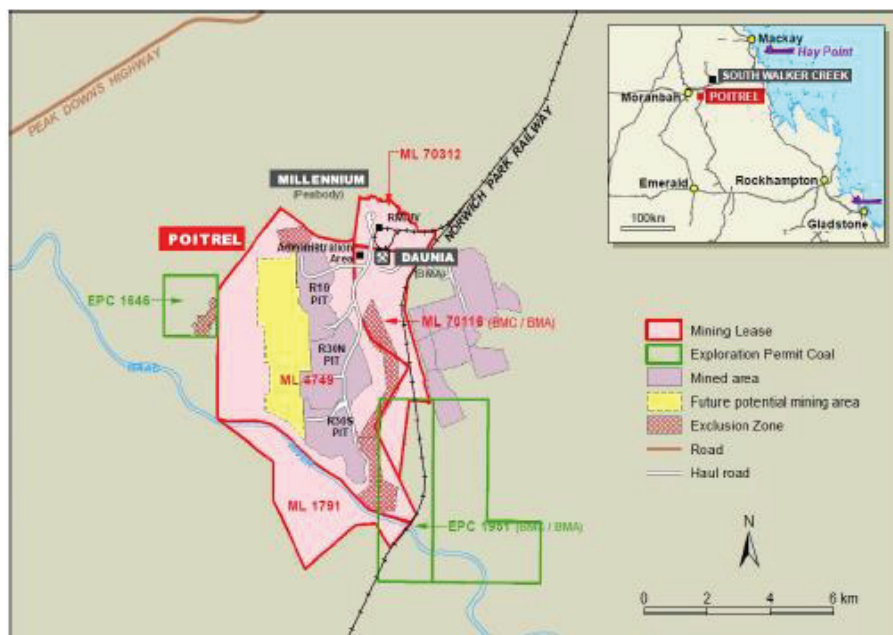 PEAK DOWNS HIGHWAY
NORWICH PARK RAILWAY
ML 70312
MILLENNIUM
(Peabody)
POITREL
Administration
Area
DAUNIA
(BMA)
EPC 1646
R10
PIT
ML 70116 (BMC / BMA)
R30N
PIT
ML 4749
R30S
PIT
ISAAC
RIVER
ML 1791
EPC 1951 (BMC / BMA)
Mackay
Hay Point
SOUTH WALKER CREEK
Moranbah
POITREL
Emerald
Rockhampton
Gladstone
100km
Mining Lease
Exploration Permit Coal
Mined area
Future potential mining area
Exclusion Zone
Road
Haul road
N
0 2 4 6 km